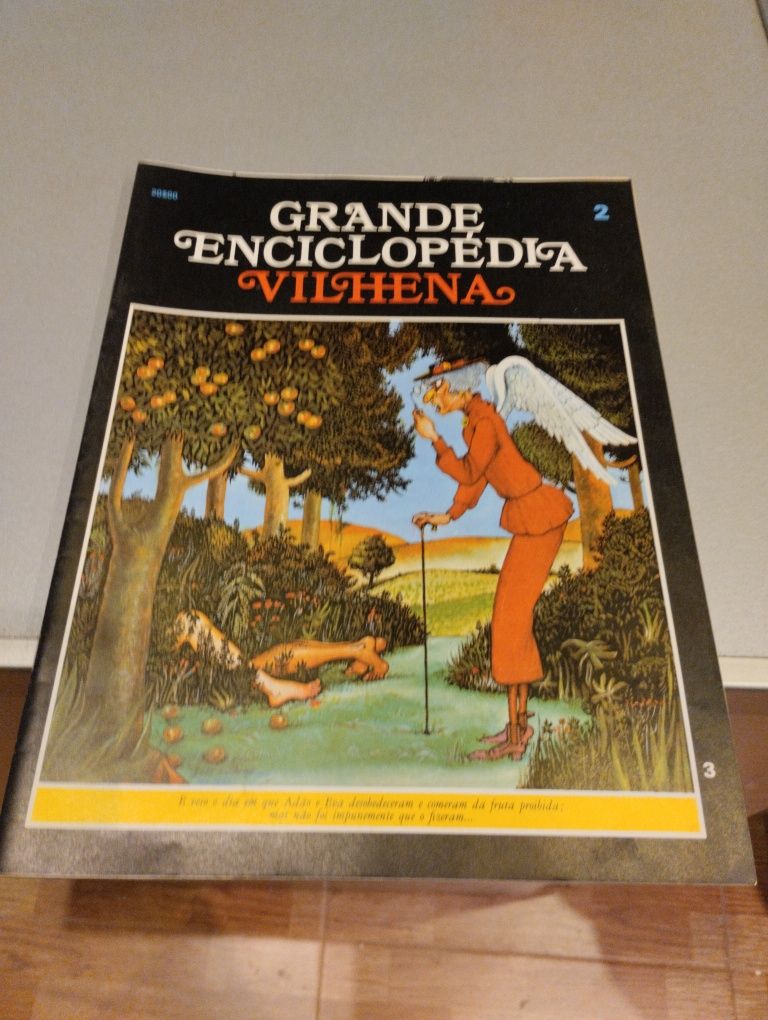 2
GRANDE
ENCICLOPÉDIA
VILHENA
E veio o dia em que Adão e Eva desobedeceram e comeram da fruta proibida;
mas não foi impunemente que o fizeram...
3